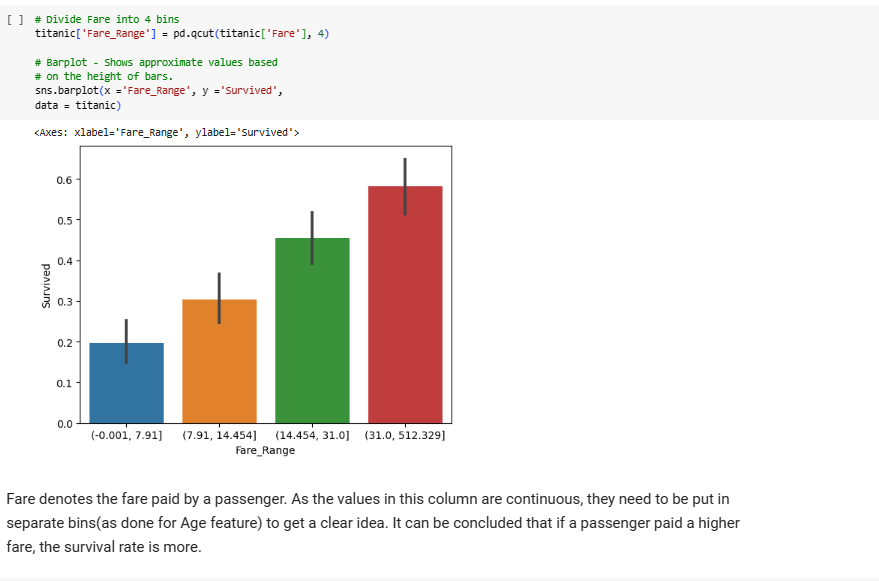 [ ] # Divide Fare into 4 bins
titanic['Fare_Range'] = pd.qcut(titanic['Fare'], 4)
# Barplot - Shows approximate values based
# on the height of bars.
sns.barplot(x ='Fare_Range', y ='Survived',
data = titanic)
<Axes: xlabel='Fare_Range', ylabel='Survived'>
0.6
0.5
0.4
0.3
0.2
0.1
0.0
Survived
(-0.001, 7.91] (7.91, 14.454] (14.454, 31.0] (31.0, 512.329]
Fare_Range
Fare denotes the fare paid by a passenger. As the values in this column are continuous, they need to be put in
separate bins(as done for Age feature) to get a clear idea. It can be concluded that if a passenger paid a higher
fare, the survival rate is more.